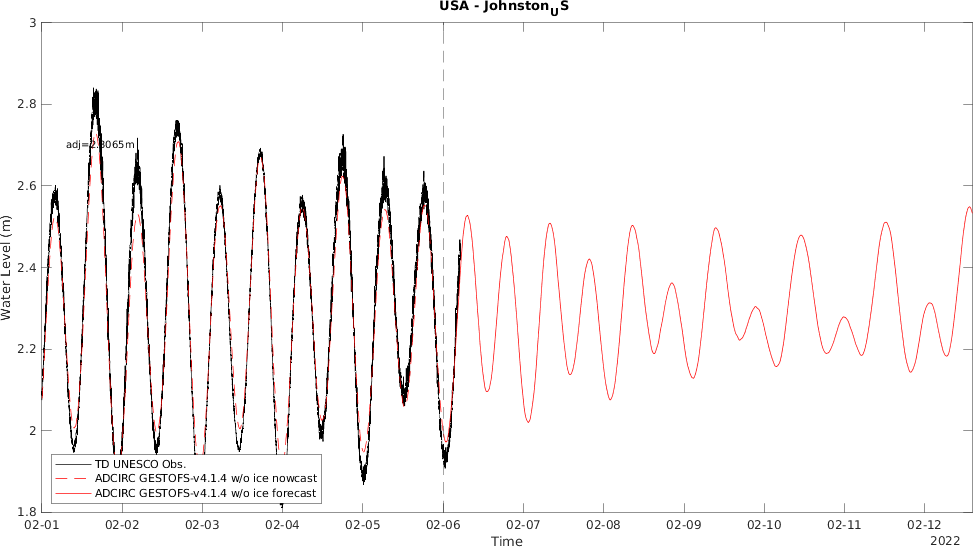 USA - Johnston_US
3
2.8
2.6
2.4
2.2
2
1.8
Water Level (m)
adj=2.3065m
TD UNESCO Obs.
ADCIRC GESTOFS-v4.1.4 w/o ice nowcast
ADCIRC GESTOFS-v4.1.4 w/o ice forecast
02-01 02-02 02-03 02-04 02-05 02-06 02-07 02-08 02-09 02-10 02-11 02-12
Time
2022